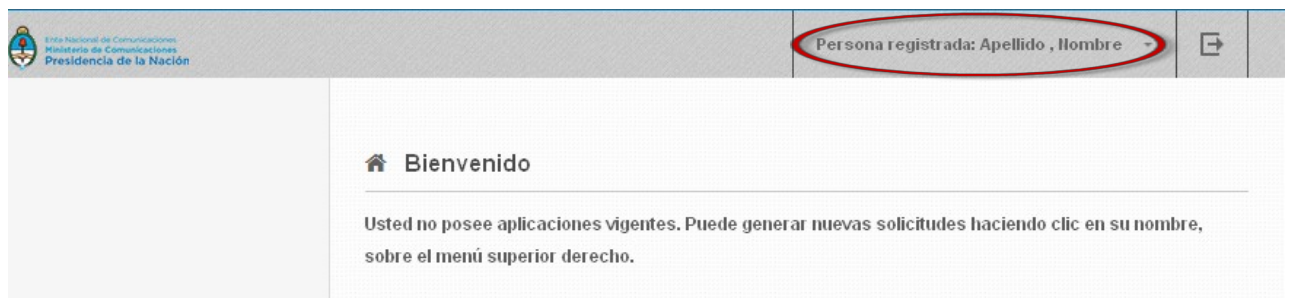 Ente Nacional de Comunicaciones
Ministerio de Comunicaciones
Presidencia de la Nación
Persona registrada: Apellido , Nombre
Bienvenido
Usted no posee aplicaciones vigentes. Puede generar nuevas solicitudes haciendo clic en su nombre,
sobre el menú superior derecho.